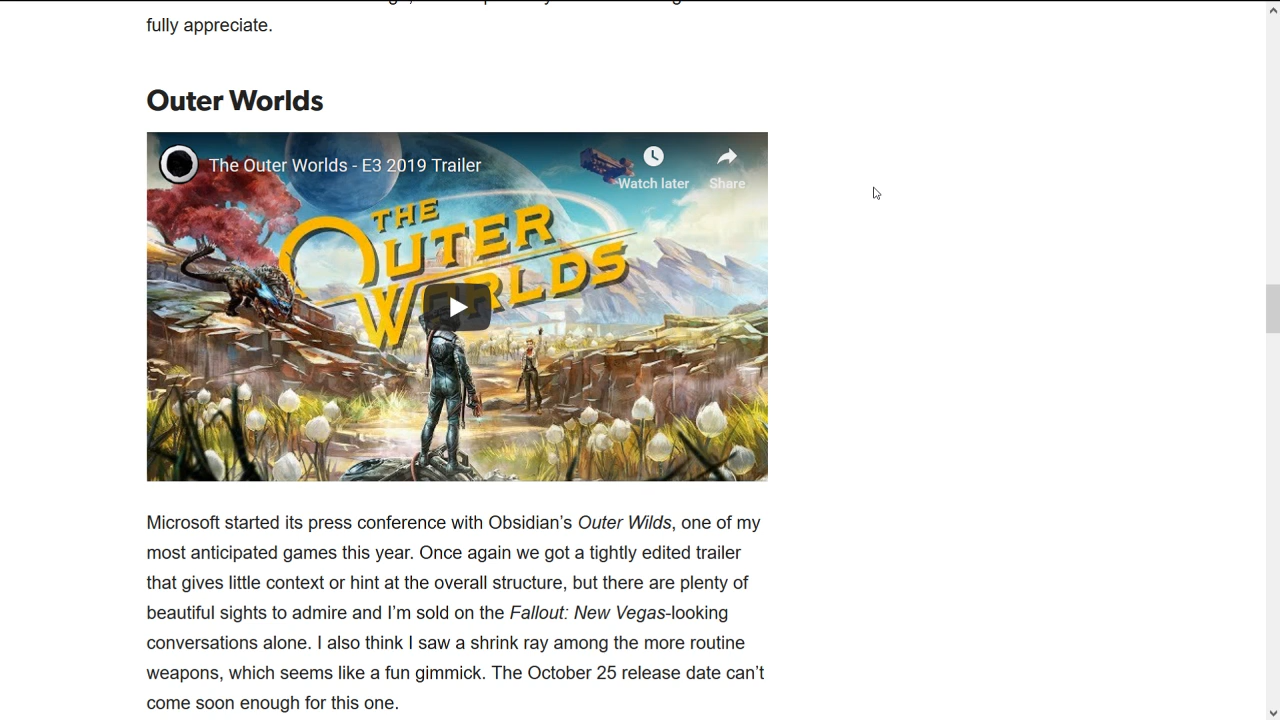 fully appreciate.
Outer Worlds
The Outer Worlds - E3 2019 Trailer
Watch later
Share
THE
OUTER
WORLDS
Microsoft started its press conference with Obsidian’s Outer Wilds, one of my
most anticipated games this year. Once again we got a tightly edited trailer
that gives little context or hint at the overall structure, but there are plenty of
beautiful sights to admire and I’m sold on the Fallout: New Vegas-looking
conversations alone. I also think I saw a shrink ray among the more routine
weapons, which seems like a fun gimmick. The October 25 release date can’t
come soon enough for this one.